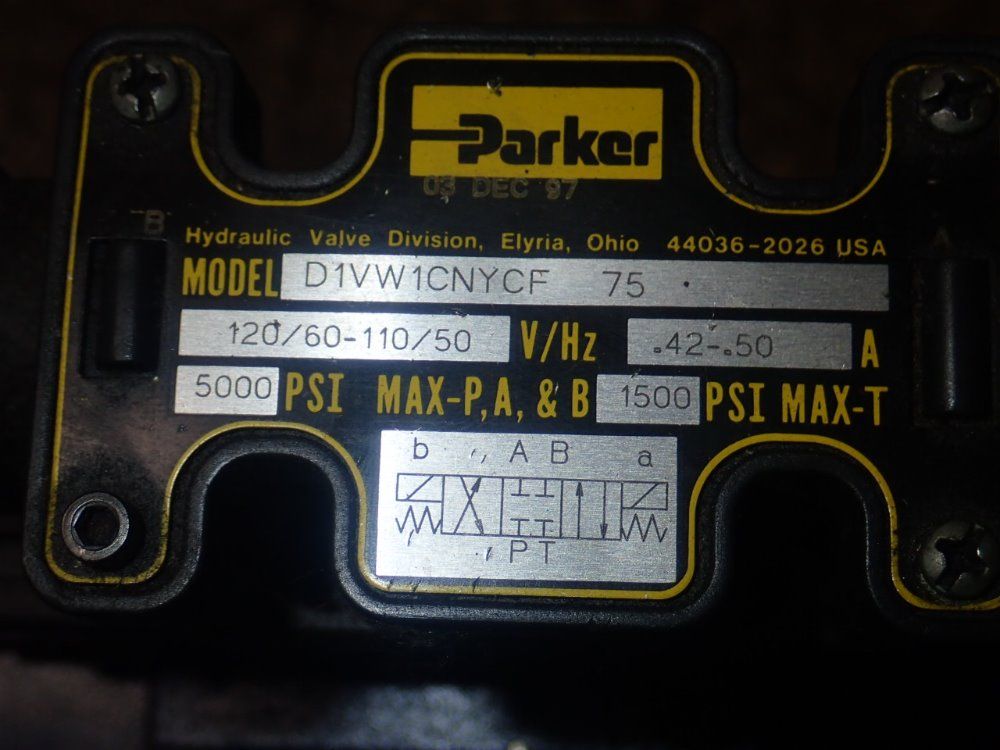 Parker
03 DEC 97
B
A
Hydraulic Valve Division, Elyria, Ohio 44036-2026 USA
MODEL D1VW1CNYCF 75
120/60-110/50 V/Hz .42-.50 A
5000 PSI MAX-P, A, & B 1500 PSI MAX-T
b A B a
P T